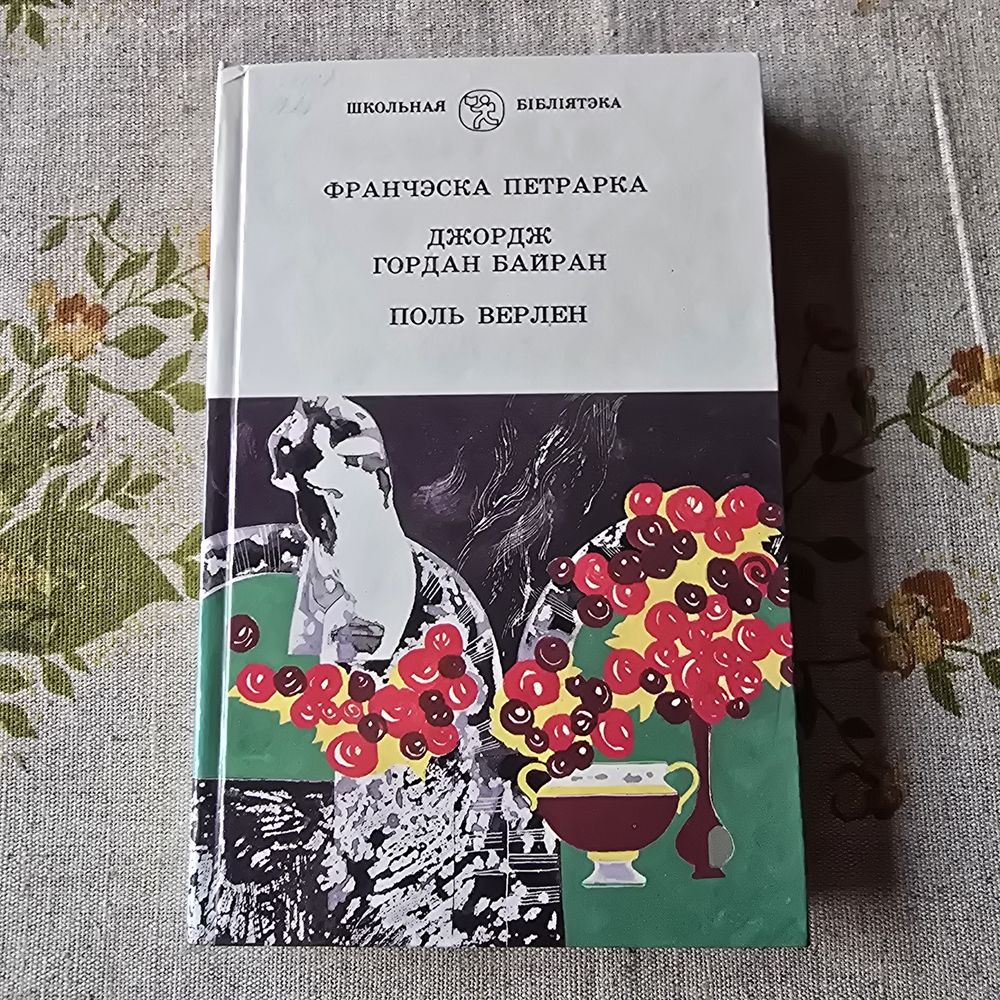 ШКОЛЬНАЯ БІБЛІЯТЭКА
ФРАНЧЭСКА ПЕТРАРКА
ДЖОРДЖ
ГОРДАН БАЙРАН
ПОЛЬ ВЕРЛЕН